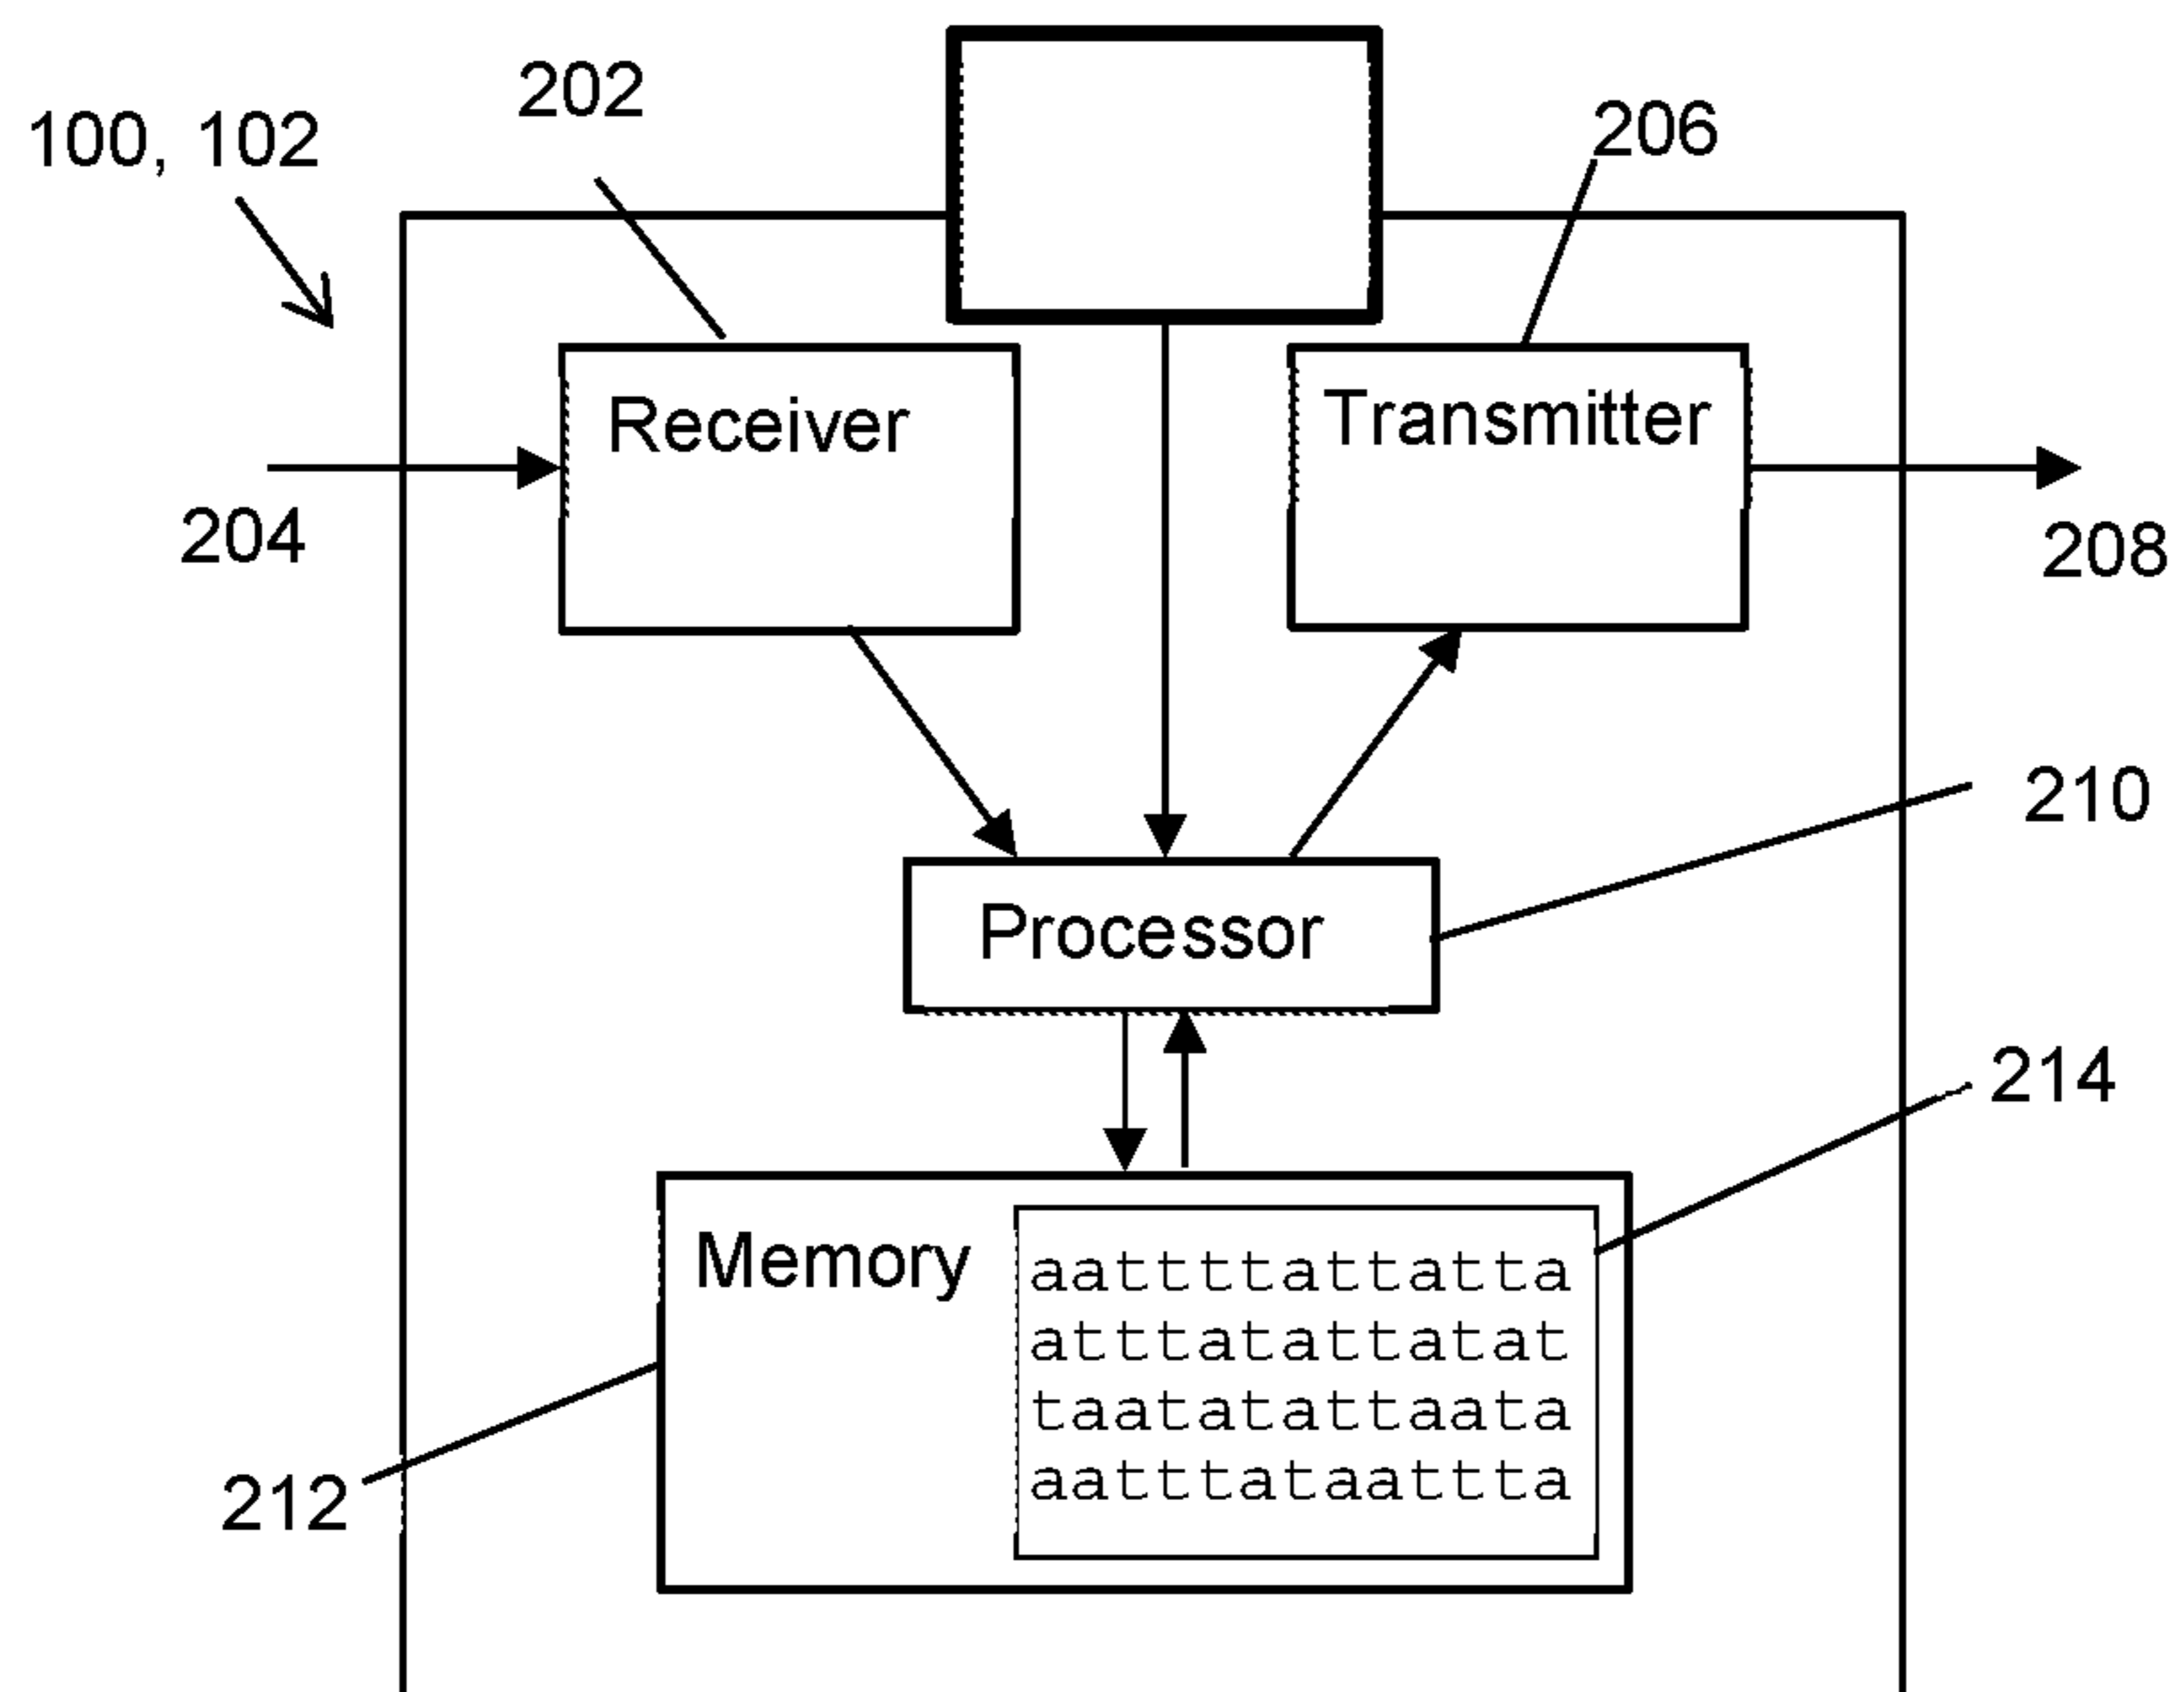 100, 102
202
206
Receiver
Transmitter
204
208
210
Processor
214
Memory
aattttattatta
atttatattatat
taatatattaata
aatttataattta
212